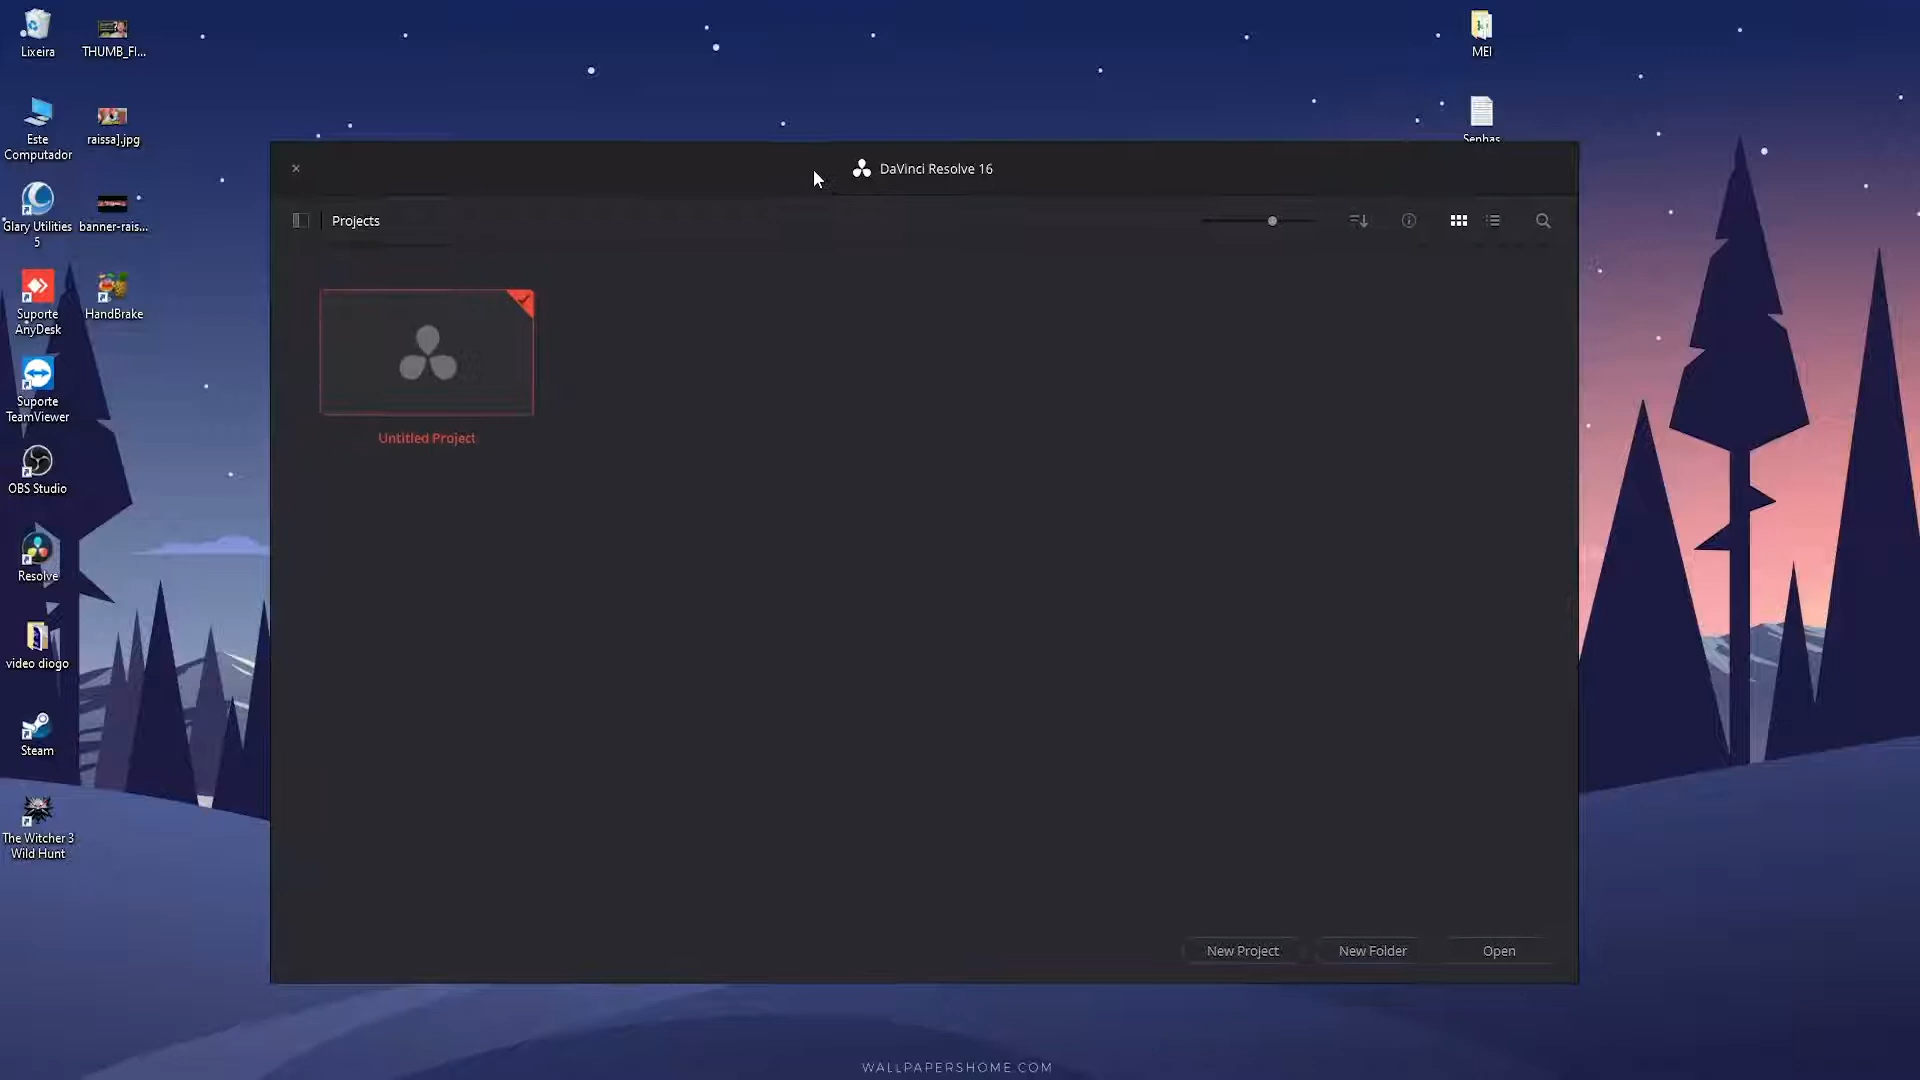 Lixeira
THUMB_FI...
MEI
Este
Computador
raissa].jpg
Senhas
DaVinci Resolve 16
Glary Utilities
5
banner-rais...
Projects
Suporte
AnyDesk
HandBrake
Suporte
TeamViewer
Untitled Project
OBS Studio
Resolve
video diogo
Steam
The Witcher 3
Wild Hunt
New Project
New Folder
Open
WALLPAPERSHOME.COM